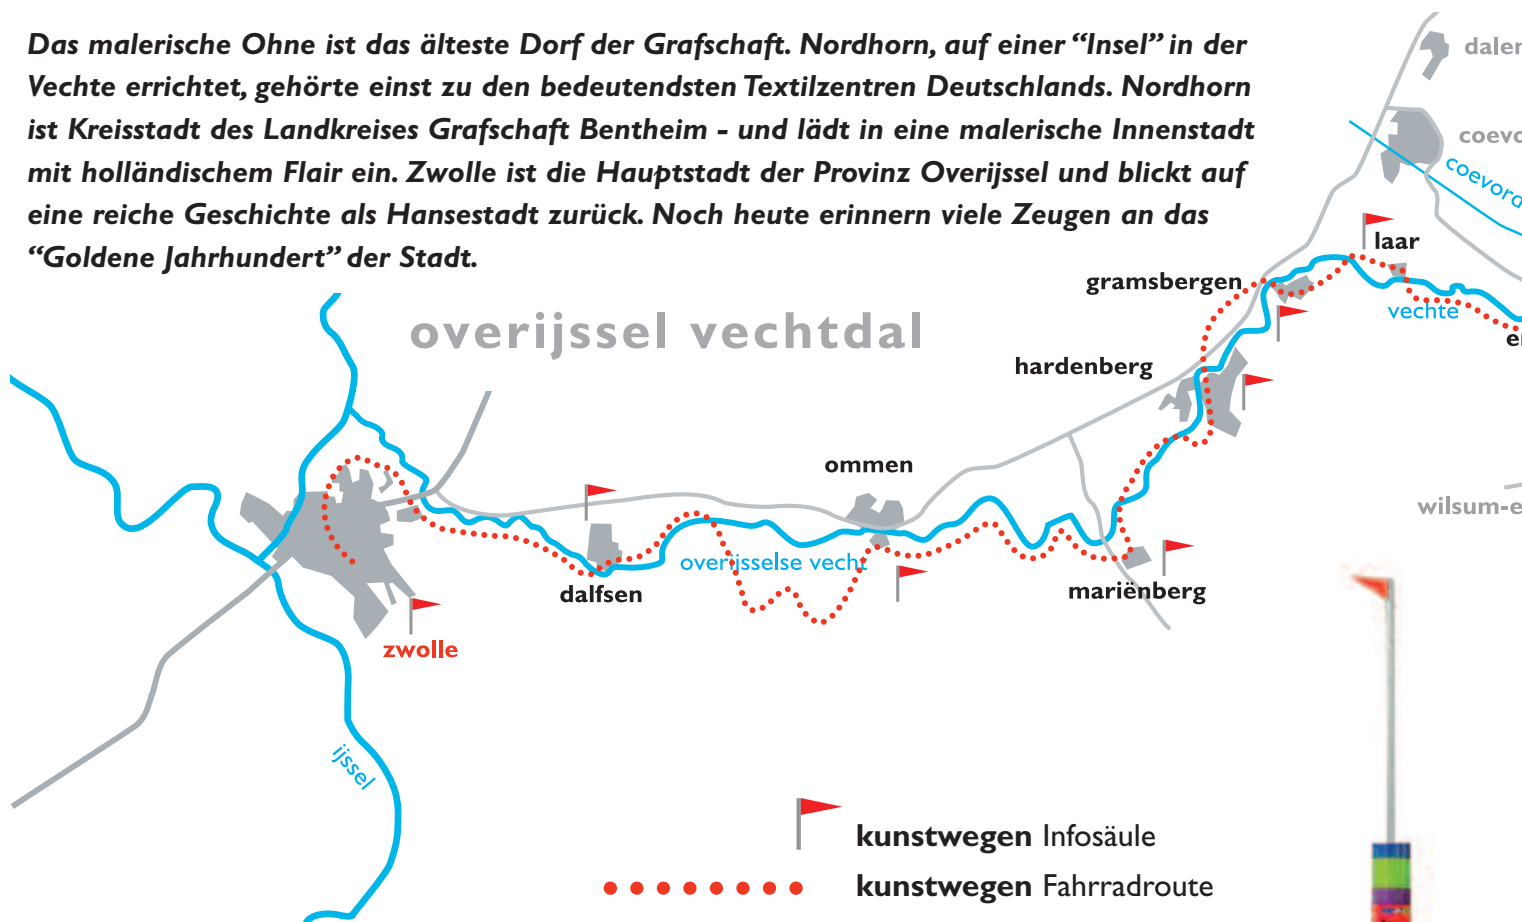 Das malerische Ohne ist das älteste Dorf der Grafschaft. Nordhorn, auf einer “Insel” in der
Vechte errichtet, gehörte einst zu den bedeutendsten Textilzentren Deutschlands. Nordhorn
ist Kreisstadt des Landkreises Grafschaft Bentheim - und lädt in eine malerische Innenstadt
mit holländischem Flair ein. Zwolle ist die Hauptstadt der Provinz Overijssel und blickt auf
eine reiche Geschichte als Hansestadt zurück. Noch heute erinnern viele Zeugen an das
“Goldene Jahrhundert” der Stadt.
dalen
coevo
coevord
laar
gramsbergen
vechte
overijssel vechtdal
hardenberg
ommen
wilsum-e
overijsselse vecht
dalfsen
mariënberg
zwolle
ijssel
kunstwegen Infosäule
kunstwegen Fahrradroute